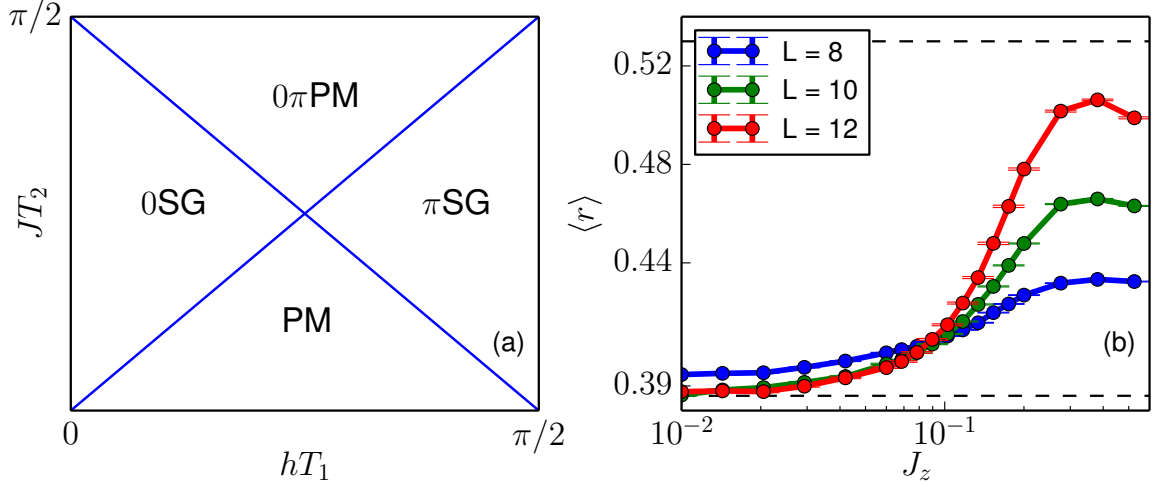 π/2
JT₂
0πPM
0SG
πSG
PM
(a)
0
π/2
hT₁
L = 8
L = 10
L = 12
0.52
0.48
⟨r⟩
0.44
0.39
(b)
10⁻²
10⁻¹
J_z